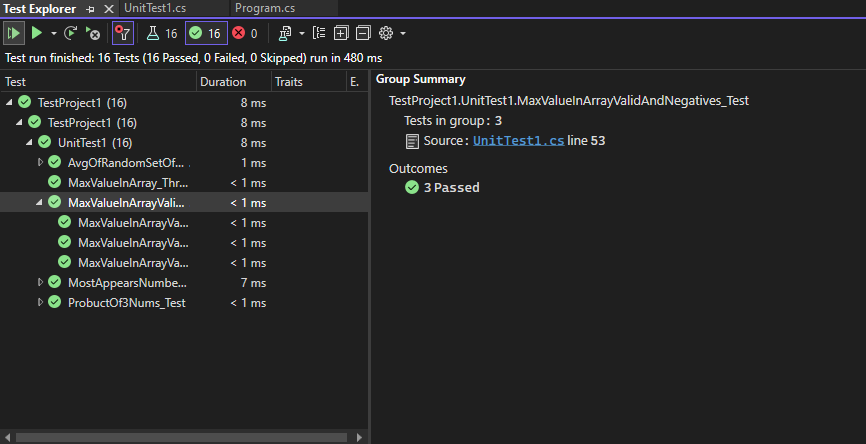 Test Explorer UnitTest1.cs Program.cs
16 16 0
Test run finished: 16 Tests (16 Passed, 0 Failed, 0 Skipped) run in 480 ms
Test Duration Traits E.
TestProject1 (16) 8 ms
TestProject1 (16) 8 ms
UnitTest1 (16) 8 ms
AvgOfRandomSetOf... 1 ms
MaxValueInArray_Thr... < 1 ms
MaxValueInArrayVali... < 1 ms
MaxValueInArrayVa... < 1 ms
MaxValueInArrayVa... < 1 ms
MaxValueInArrayVa... < 1 ms
MostAppearsNumbe... 7 ms
ProbuctOf3Nums_Test < 1 ms
Group Summary
TestProject1.UnitTest1.MaxValueInArrayValidAndNegatives_Test
Tests in group: 3
Source: UnitTest1.cs line 53
Outcomes
3 Passed